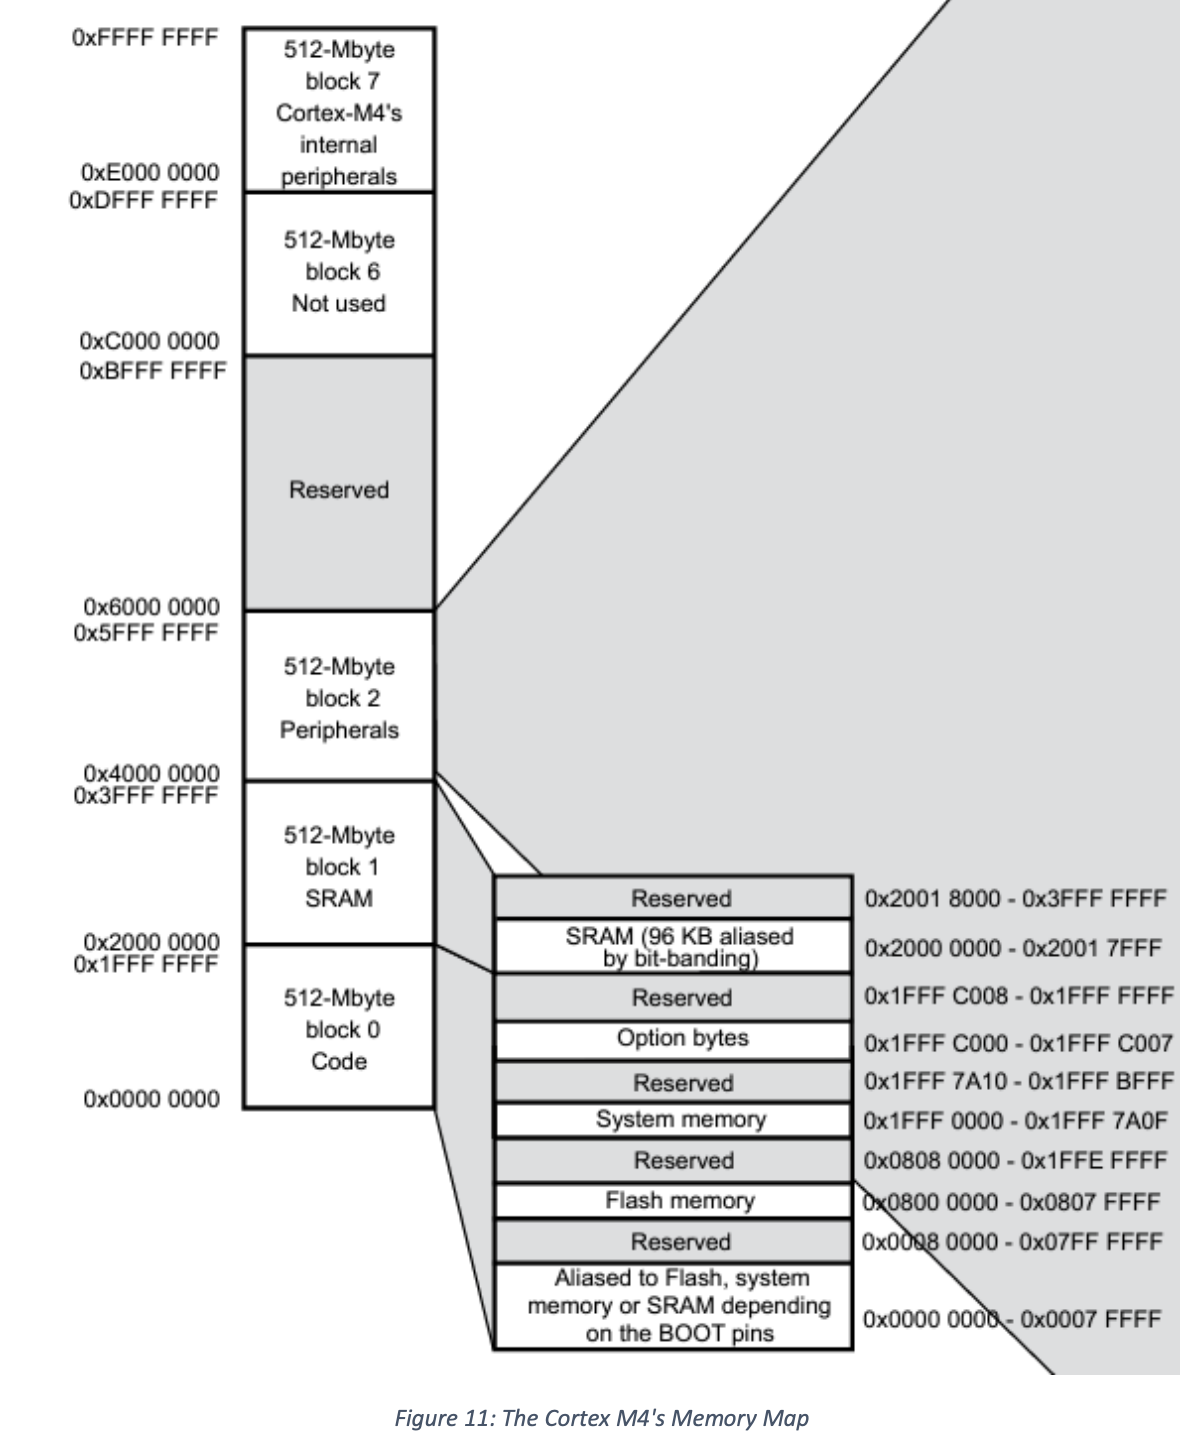 0xFFFF FFFF
512-Mbyte
block 7
Cortex-M4's
internal
peripherals
0xE000 0000
0xDFFF FFFF
512-Mbyte
block 6
Not used
0xC000 0000
0xBFFF FFFF
Reserved
0x6000 0000
0x5FFF FFFF
512-Mbyte
block 2
Peripherals
0x4000 0000
0x3FFF FFFF
512-Mbyte
block 1
SRAM
0x2000 0000
0x1FFF FFFF
512-Mbyte
block 0
Code
0x0000 0000
Reserved 0x2001 8000 - 0x3FFF FFFF
SRAM (96 KB aliased
by bit-banding) 0x2000 0000 - 0x2001 7FFF
Reserved 0x1FFF C008 - 0x1FFF FFFF
Option bytes 0x1FFF C000 - 0x1FFF C007
Reserved 0x1FFF 7A10 - 0x1FFF BFFF
System memory 0x1FFF 0000 - 0x1FFF 7A0F
Reserved 0x0808 0000 - 0x1FFE FFFF
Flash memory 0x0800 0000 - 0x0807 FFFF
Reserved 0x0008 0000 - 0x07FF FFFF
Aliased to Flash, system
memory or SRAM depending
on the BOOT pins 0x0000 0000 - 0x0007 FFFF
Figure 11: The Cortex M4's Memory Map